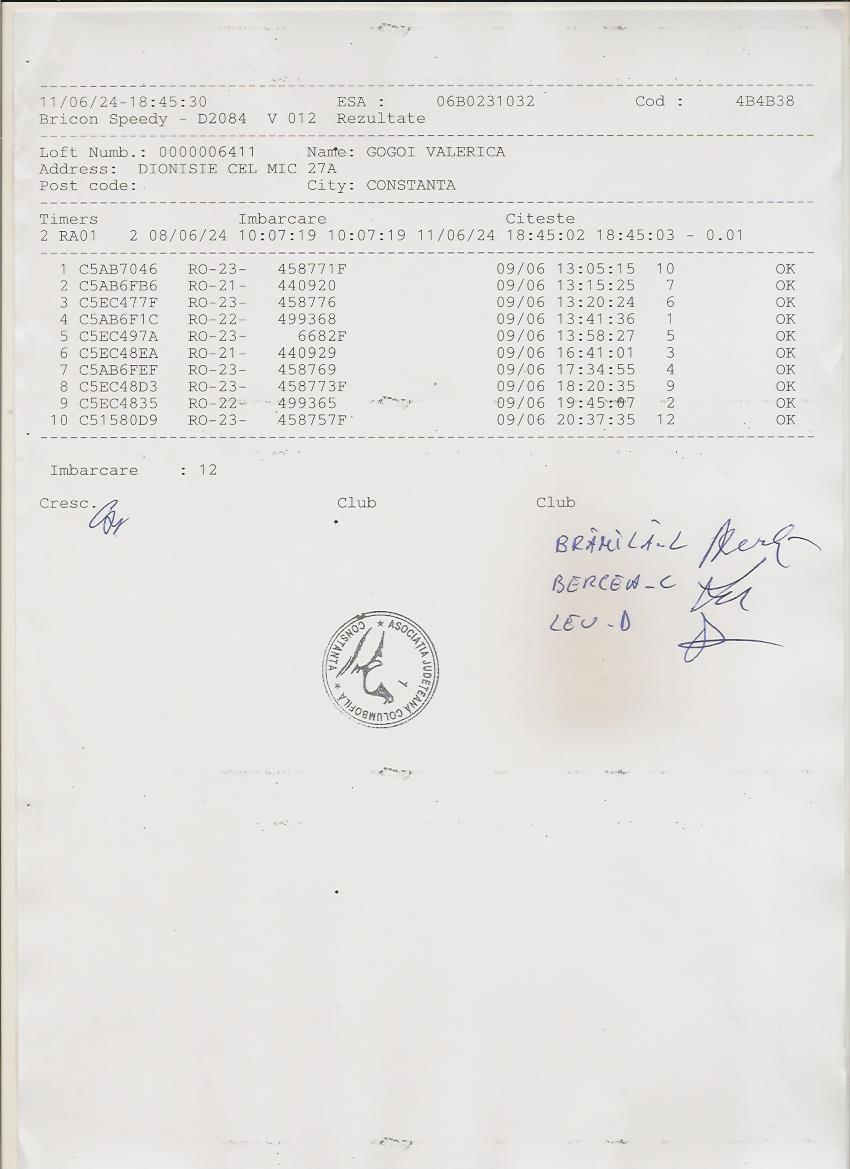 11/06/24-18:45:30 ESA : 06B0231032 Cod : 4B4B38
Bricon Speedy - D2084 V 012 Rezultate
Loft Numb.: 0000006411 Name: GOGOI VALERICA
Address: DIONISIE CEL MIC 27A
Post code: City: CONSTANTA
Timers Imbarcare Citeste
2 RA01 2 08/06/24 10:07:19 10:07:19 11/06/24 18:45:02 18:45:03 - 0.01
1 C5AB7046 RO-23- 458771F 09/06 13:05:15 10 OK
2 C5AB6FB6 RO-21- 440920 09/06 13:15:25 7 OK
3 C5EC477F RO-23- 458776 09/06 13:20:24 6 OK
4 C5AB6F1C RO-22- 499368 09/06 13:41:36 1 OK
5 C5EC497A RO-23- 6682F 09/06 13:58:27 5 OK
6 C5EC48EA RO-21- 440929 09/06 16:41:01 3 OK
7 C5AB6FEF RO-23- 458769 09/06 17:34:55 4 OK
8 C5EC48D3 RO-23- 458773F 09/06 18:20:35 9 OK
9 C5EC4835 RO-22- 499365 09/06 19:45:07 2 OK
10 C51580D9 RO-23- 458757F 09/06 20:37:35 12 OK
Imbarcare : 12
Cresc. Club Club
BRÂMILĂ-L
BERCEA-C
LEU-D
★ ASOCIAȚIA JUDEȚEANA COLUMBOFILĂ ★ CONSTANȚA
1